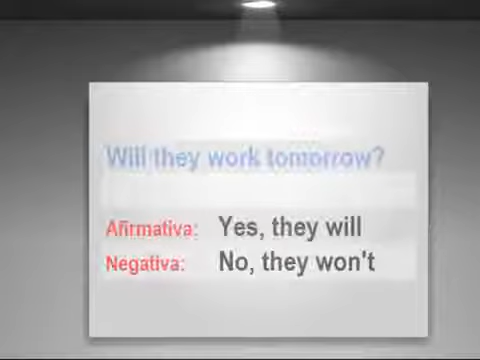 Will they work tomorrow?
Afirmativa: Yes, they will
Negativa: No, they won't